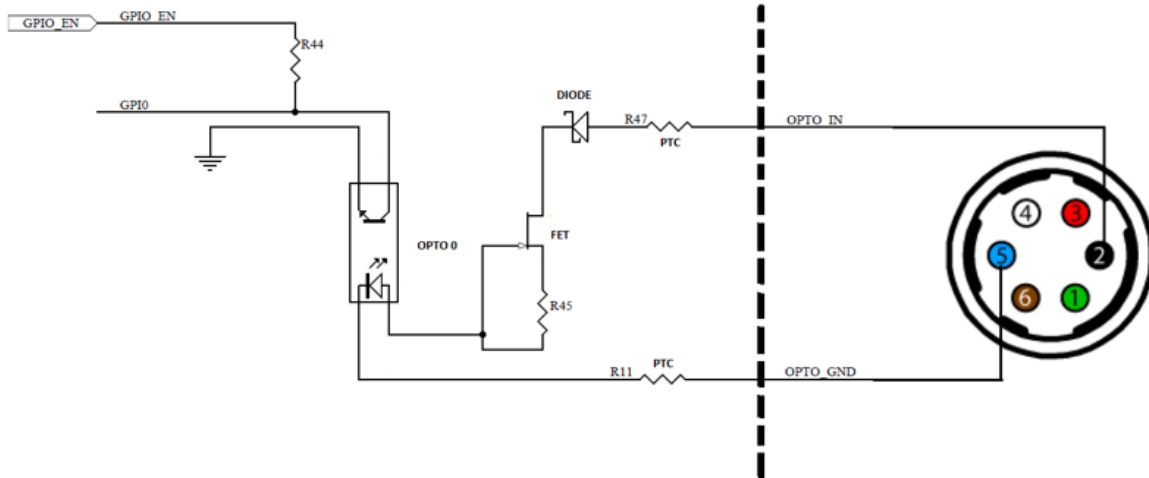 GPIO_EN
GPIO_EN
R44
GPI0
DIODE
R47
PTC
OPTO_IN
4
3
OPTO 0
FET
5
2
R45
6
1
R11
PTC
OPTO_GND